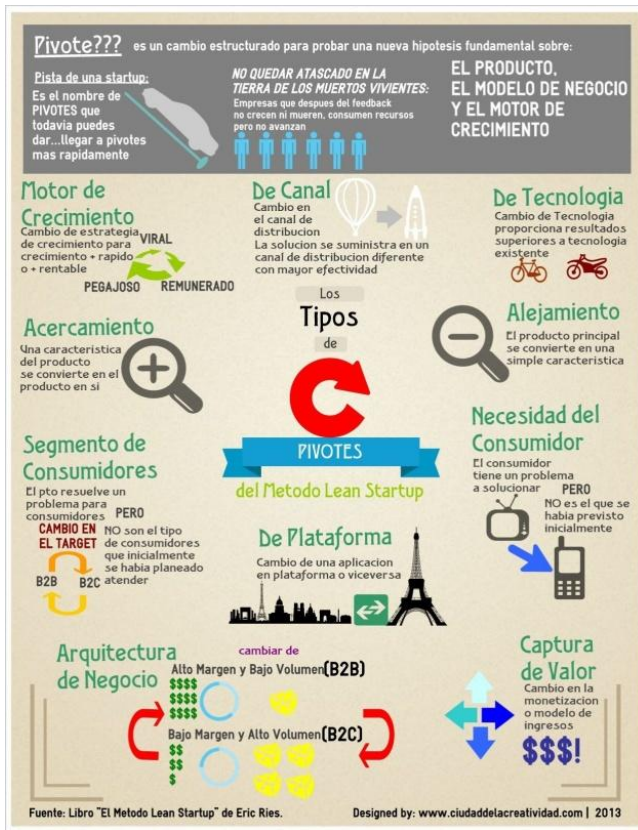 Pivote??? es un cambio estructurado para probar una nueva hipotesis fundamental sobre:
Pista de una startup:
Es el nombre de
PIVOTES que
todavia puedes
dar...llegar a pivotes
mas rapidamente
NO QUEDAR ATASCADO EN LA
TIERRA DE LOS MUERTOS VIVIENTES:
Empresas que despues del feedback
no crecen ni mueren, consumen recursos
pero no avanzan
EL PRODUCTO,
EL MODELO DE NEGOCIO
Y EL MOTOR DE
CRECIMIENTO
Motor de
Crecimiento
Cambio de estrategia
de crecimiento para
crecimiento + rapido
o + rentable
VIRAL
PEGAJOSO
REMUNERADO
De Canal
Cambio en
el canal de
distribucion
La solucion se suministra en un
canal de distribucion diferente
con mayor efectividad
De Tecnologia
Cambio de Tecnologia
proporciona resultados
superiores a tecnologia
existente
Acercamiento
Una caracteristica
del producto
se convierte en el
producto en si
Los
Tipos
de
PIVOTES
del Metodo Lean Startup
Alejamiento
El producto principal
se convierte en una
simple caracteristica
Segmento de
Consumidores
El pto resuelve un
problema para
consumidores PERO
CAMBIO EN
EL TARGET
B2B
B2C
NO son el tipo
de consumidores
que inicialmente
se habia planeado
atender
De Plataforma
Cambio de una aplicacion
en plataforma o viceversa
Necesidad del
Consumidor
El consumidor
tiene un problema
a solucionar
PERO
NO es el que se
habia previsto
inicialmente
Arquitectura
de Negocio
cambiar de
Alto Margen y Bajo Volumen(B2B)
$$$$
$$$$
$$$$
$$$$
Bajo Margen y Alto Volumen(B2C)
$$
$$
$
Captura
de Valor
Cambio en la
monetizacion
o modelo de
ingresos
$$$!
Fuente: Libro "El Metodo Lean Startup" de Eric Ries.
Designed by: www.ciudaddelacreatividad.com | 2013